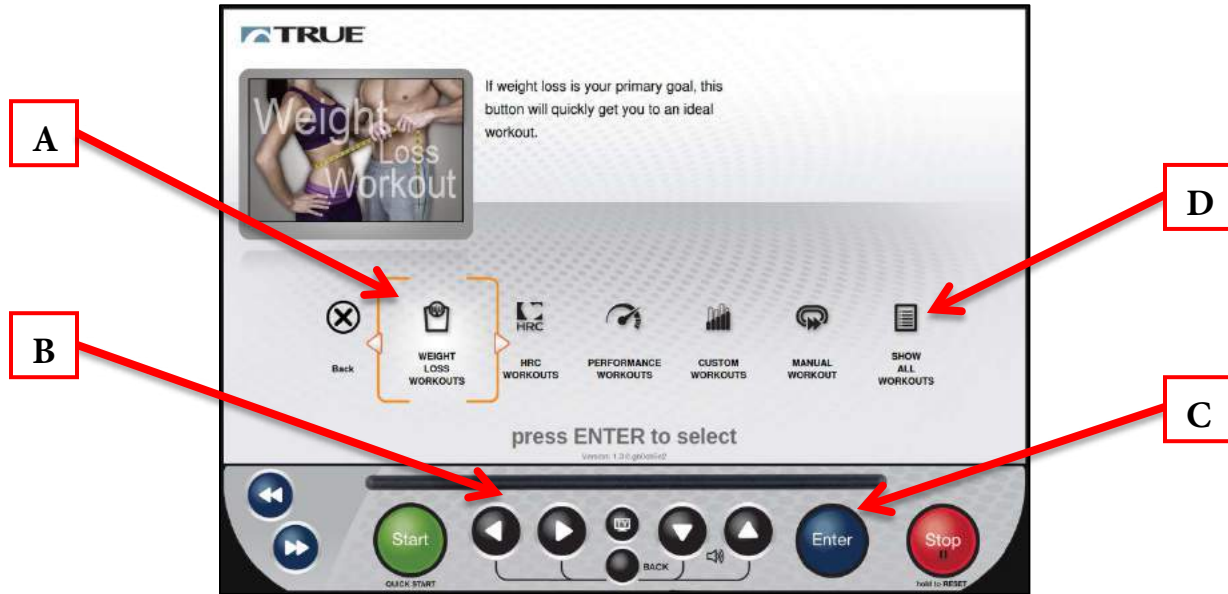 TRUE
Weight
Loss
Workout
If weight loss is your primary goal, this
button will quickly get you to an ideal
workout.
A
D
B
C
Back
WEIGHT
LOSS
WORKOUTS
HRC
HRC
WORKOUTS
PERFORMANCE
WORKOUTS
CUSTOM
WORKOUTS
MANUAL
WORKOUT
SHOW
ALL
WORKOUTS
press ENTER to select
Start
QUICK START
TV
BACK
Enter
Stop
hold to RESET